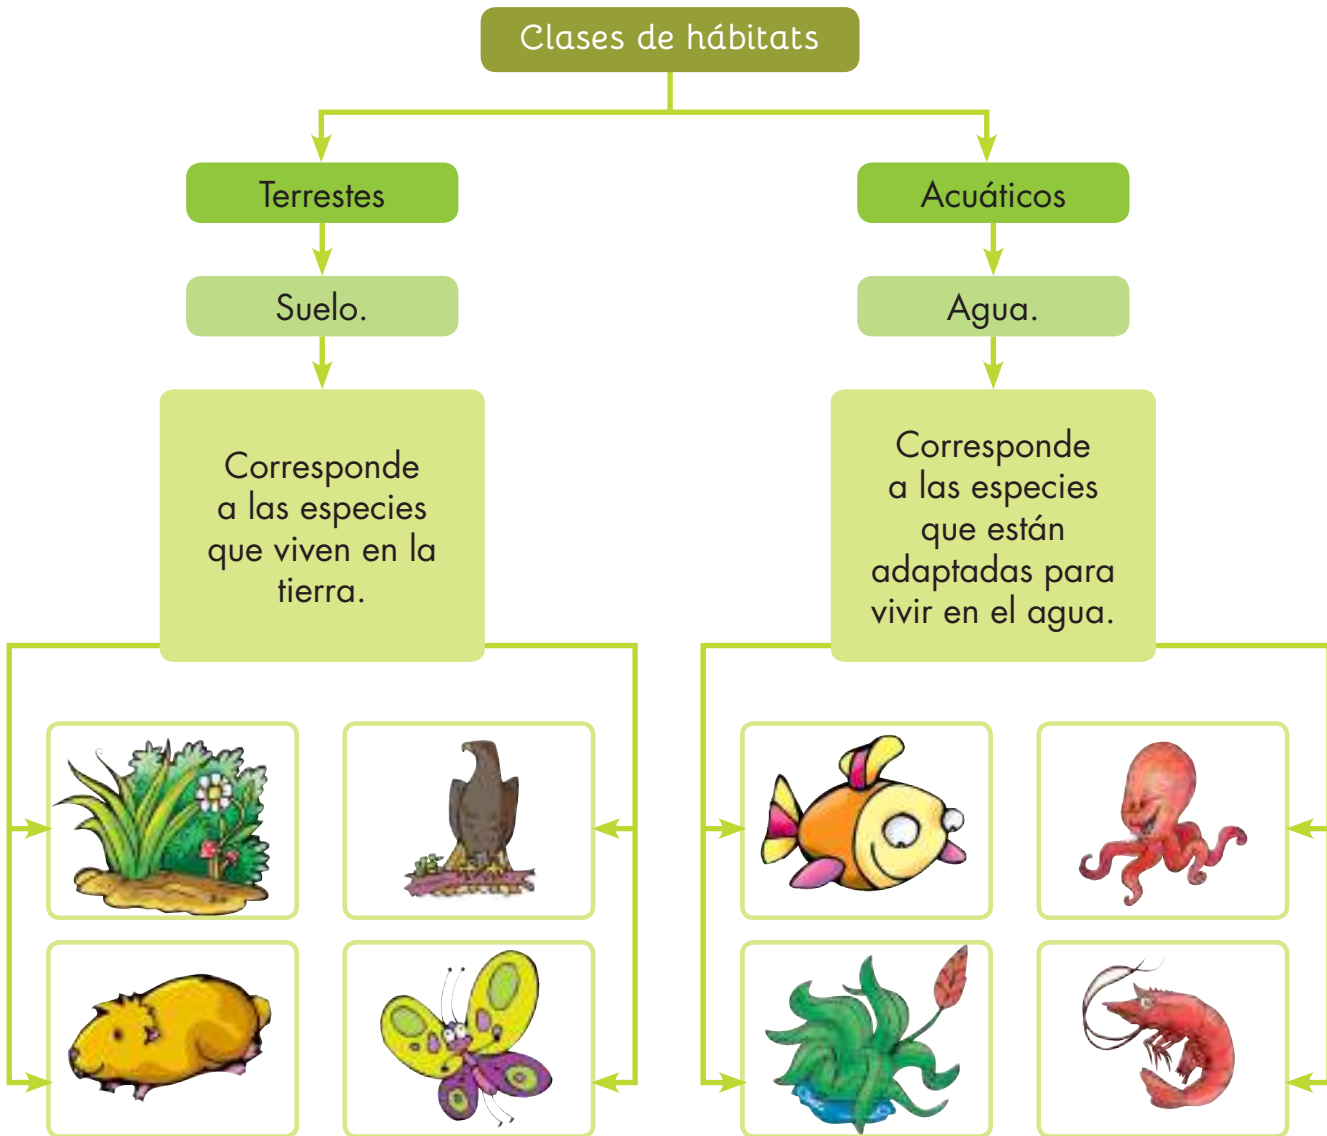 Clases de hábitats
Terrestes
Suelo.
Corresponde
a las especies
que viven en la
tierra.
Acuáticos
Agua.
Corresponde
a las especies
que están
adaptadas para
vivir en el agua.